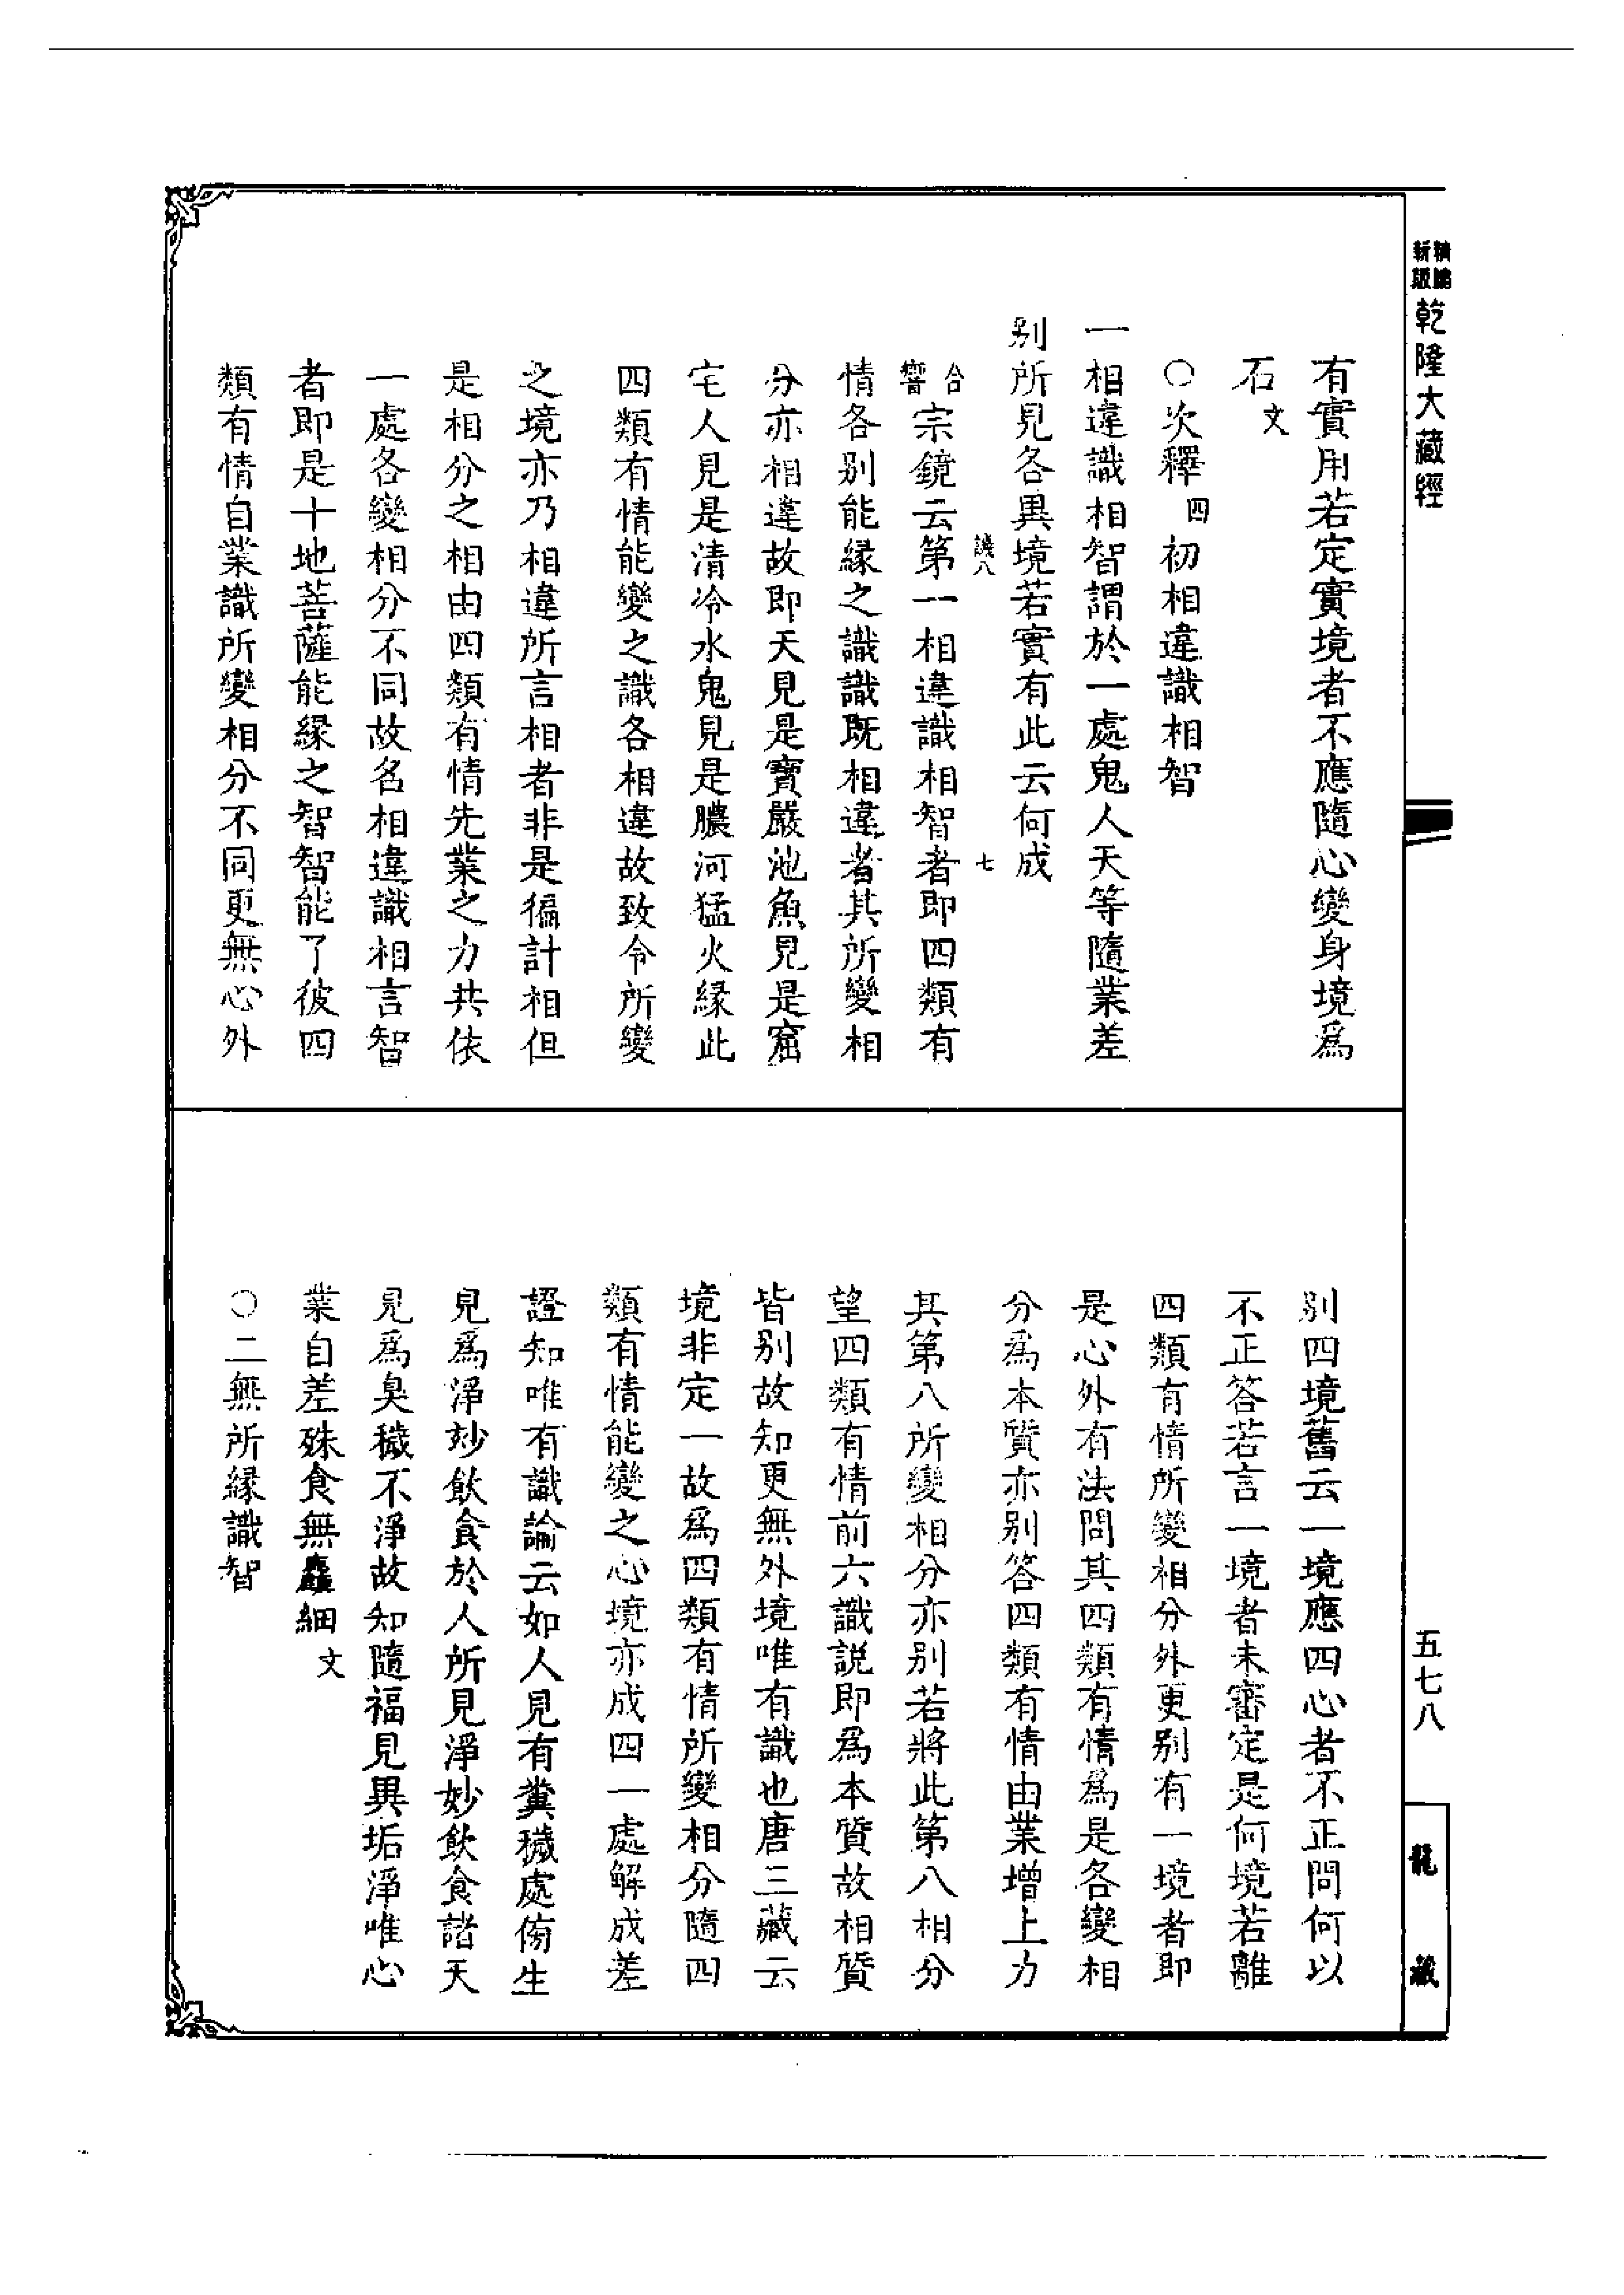 精編
新版
乾隆大藏經
五七八
龍藏
有實用若定實境者不應隨心變身境爲
石文
○次釋四初相違識相智
一相違識相智謂於一處鬼人天等隨業差
别所見各異境若實有此云何成
譏八
七
合響宗鏡云第一相違識相智者即四類有
情各别能緣之識識既相違者其所變相
分亦相違故即天見是寶嚴池魚見是窟
宅人見是清冷水鬼見是膿河猛火緣此
四類有情能變之識各相違故致令所變
之境亦乃相違所言相者非是徧計相但
是相分之相由四類有情先業之力共依
一處各變相分不同故名相違識相言智
者即是十地菩薩能緣之智智能了彼四
類有情自業識所變相分不同更無心外
别四境舊云一境應四心者不正問何以
不正答若言一境者未審定是何境若離
四類有情所變相分外更别有一境者即
是心外有法問其四類有情爲是各變相
分爲本質亦别答四類有情由業增上力
其第八所變相分亦别若將此第八相分
望四類有情前六識説即爲本質故相質
皆别故知更無外境唯有識也唐三藏云
境非定一故爲四類有情所變相分隨四
類有情能變之心境亦成四一處解成差
證知唯有識論云如人見有糞穢處傍生
見爲淨妙飲食於人所見淨妙飲食諸天
見爲臭穢不淨故知隨福見異垢淨唯心
業自差殊食無麤細文
○二無所緣識智